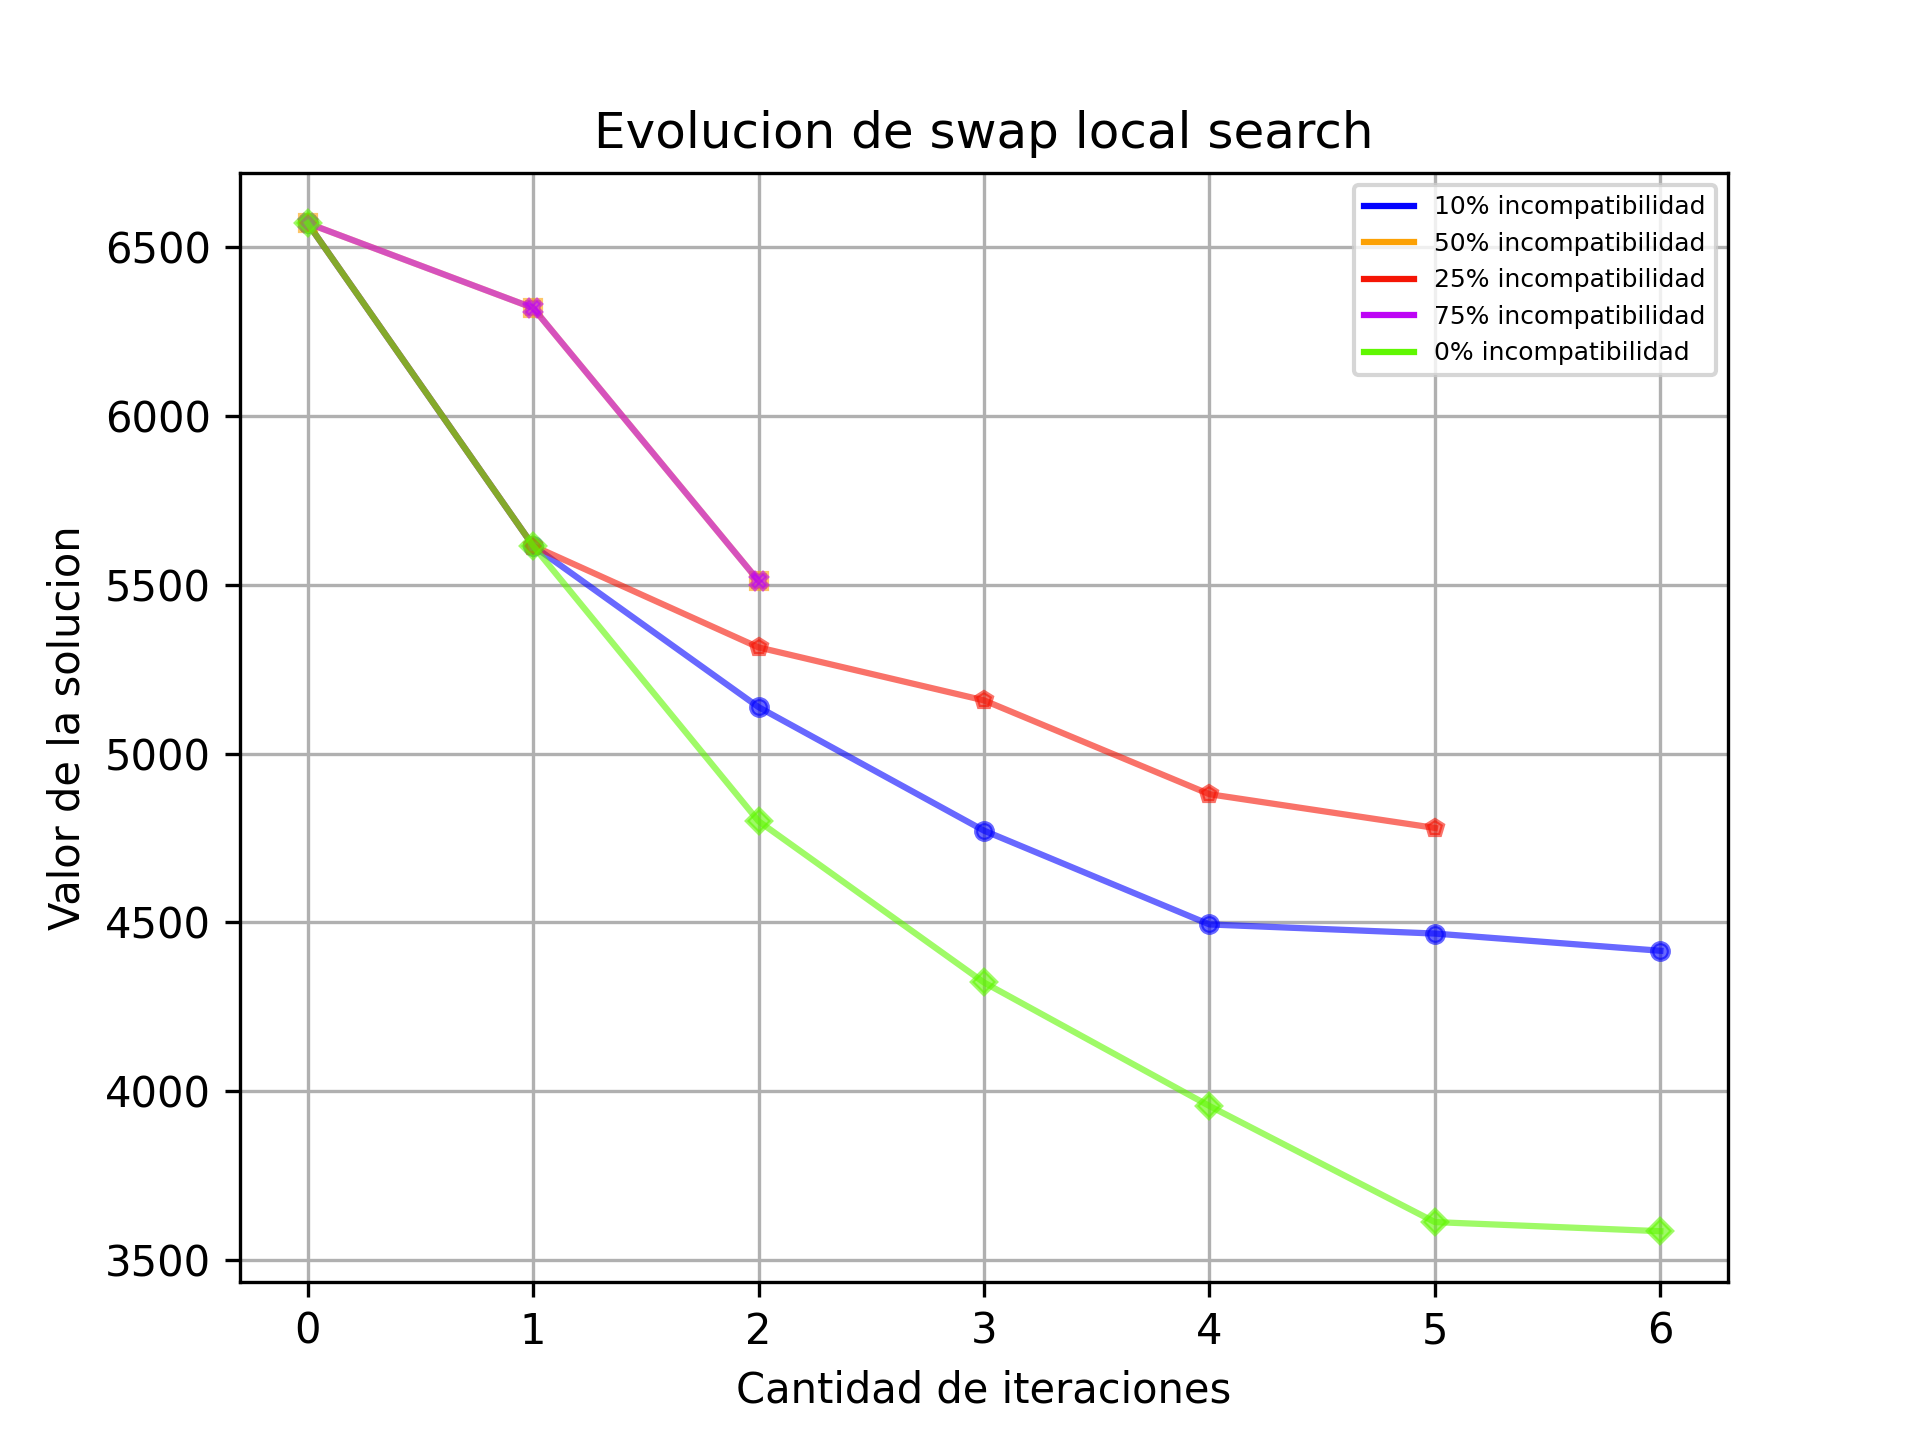 Evolucion de swap local search
10% incompatibilidad
50% incompatibilidad
25% incompatibilidad
75% incompatibilidad
0% incompatibilidad
6500
6000
5500
5000
4500
4000
3500
Valor de la solucion
0 1 2 3 4 5 6
Cantidad de iteraciones